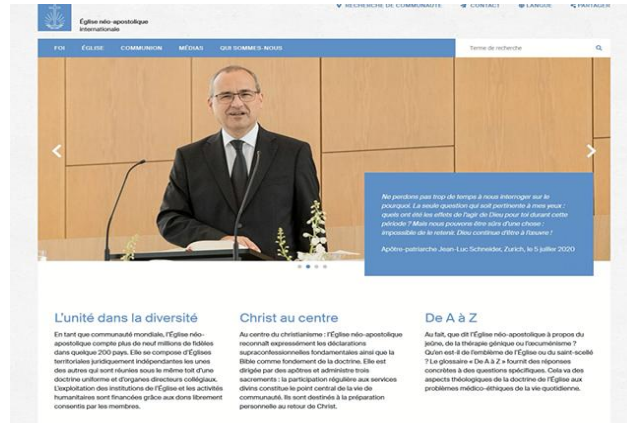 RECHERCHE DE COMMUNAUTÉ CONTACT LANGUE PARTAGER
Église néo-apostolique
internationale
FOI ÉGLISE COMMUNION MÉDIAS QUI SOMMES-NOUS Terme de recherche
Ne perdons pas trop de temps à nous interroger sur le
pourquoi. La seule question qui soit pertinente à mes yeux :
quels ont été les effets de l'agir de Dieu pour toi durant cette
période ? Mais nous pouvons être sûrs d'une chose :
impossible de le retenir, Dieu continue d'être à l'œuvre !
Apôtre-patriarche Jean-Luc Schneider, Zurich, le 5 juillet 2020
L'unité dans la diversité
En tant que communauté mondiale, l'Église néo-
apostolique compte plus de neuf millions de fidèles
dans quelque 200 pays. Elle se compose d'Églises
territoriales juridiquement indépendantes les unes
des autres qui sont réunies sous le même toit d'une
doctrine uniforme et d'organes directeurs collégiaux.
L'exploitation des institutions de l'Église et les activités
humanitaires sont financées grâce aux dons librement
consentis par les membres.
Christ au centre
Au centre du christianisme : l'Église néo-apostolique
reconnaît expressément les déclarations
supraconfessionnelles fondamentales ainsi que la
Bible comme fondement de la doctrine. Elle est
dirigée par des apôtres et administre trois
sacrements : la participation régulière aux services
divins constitue le point central de la vie de
communauté. Ils sont destinés à la préparation
personnelle au retour de Christ.
De A à Z
Au fait, que dit l'Église néo-apostolique à propos du
jeûne, de la thérapie génique ou l'œcuménisme ?
Qu'en est-il de l'emblème de l'Église ou du saint-scellé
? Le glossaire « De A à Z » fournit des réponses
concrètes à des questions spécifiques. Cela va des
aspects théologiques de la doctrine de l'Église aux
problèmes médico-éthiques de la vie quotidienne.